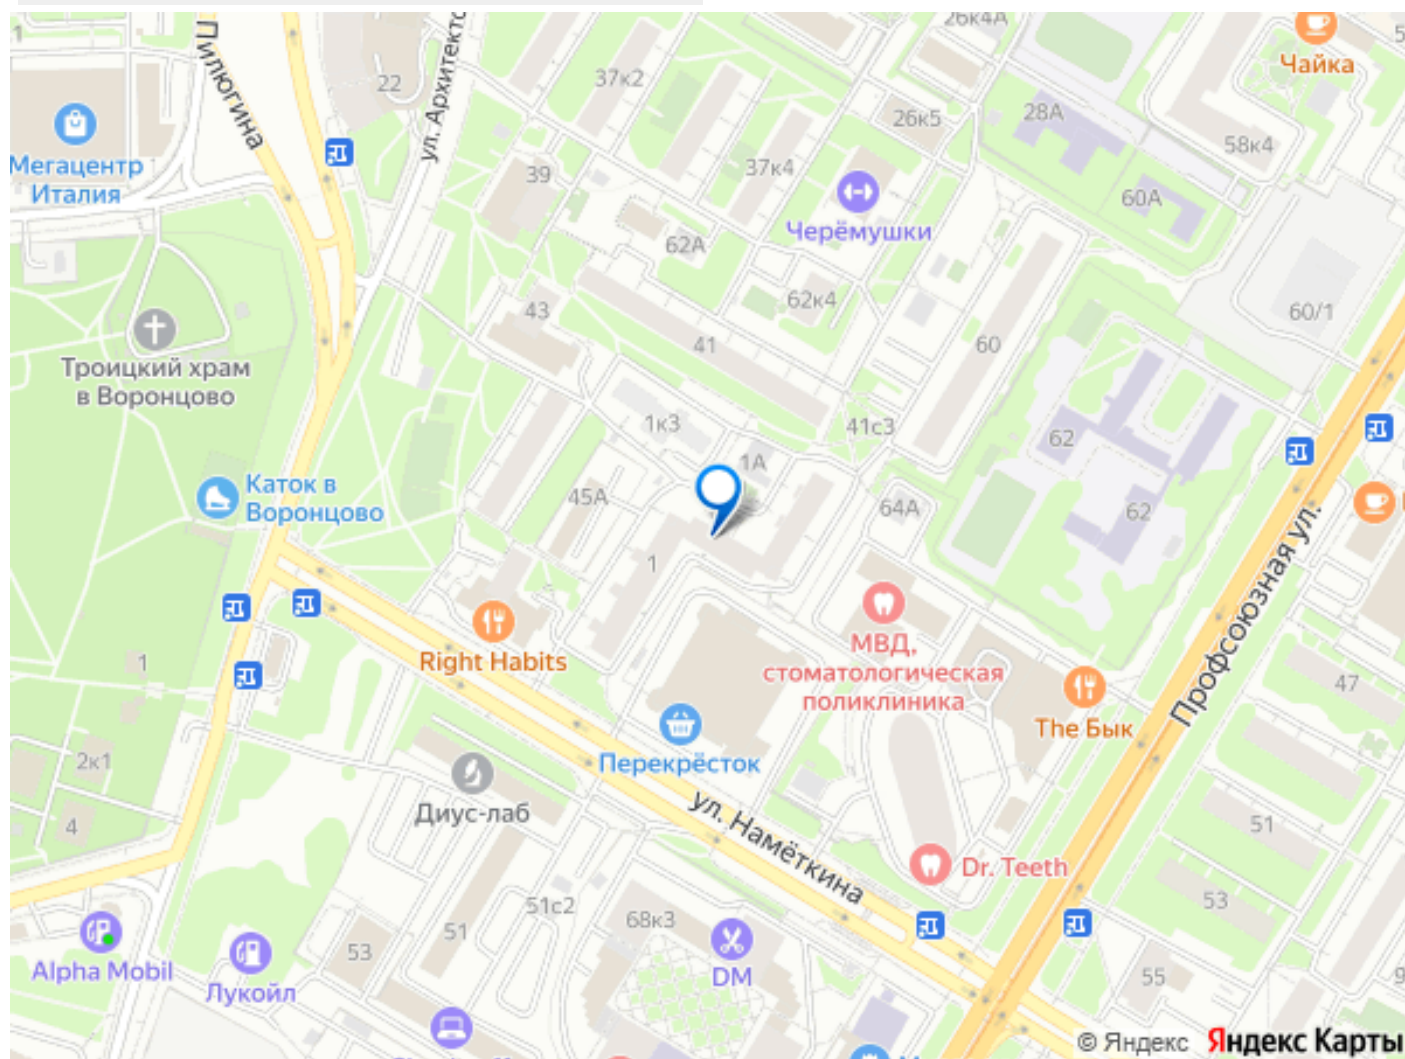 26к4А
Чайка
Пилюгина
ул. Архитекто
22
37к2
26к5
28А
58к4
Мегацентр
Италия
1
39
37к4
60А
Черёмушки
62А
62к4
60/1
43
41
60
Троицкий храм
в Воронцово
1к3
41с3
62
1А
Каток в
Воронцово
45А
64А
62
1
Профсоюзная ул.
Right Habits
МВД,
стоматологическая
поликлиника
1
47
The Бык
Перекрёсток
2к1
Диус-лаб
ул. Намёткина
4
51
Dr. Teeth
53
51с2
68к3
51
53
DM
Alpha Mobil
Лукойл
55
© Яндекс Яндекс Карты